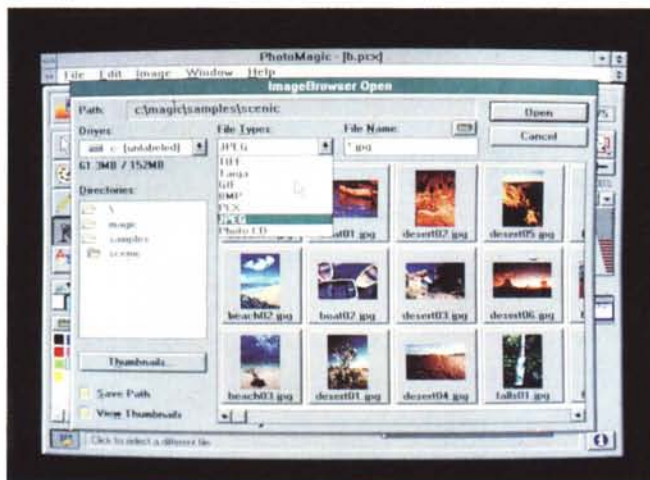 PhotoMagic - [b.pcx]
File Edit Image Window Help
ImageBrowser Open
Path: c:\magic\samples\scenic
Open
Cancel
Drives:
c: [unlabeled]
61.3MB / 152MB
File Types:
JPEG
TIFF
Targa
GIF
BMP
PCX
JPEG
Photo CD
File Name:
*.jpg
Directories:
\
magic
samples
scenic
desert02.jpg
desert05.jpg
beach02.jpg
boat02.jpg
desert03.jpg
desert06.jpg
beach03.jpg
desert01.jpg
desert04.jpg
falls01.jpg
Thumbnails...
Save Path
View Thumbnails
Click to select a different file